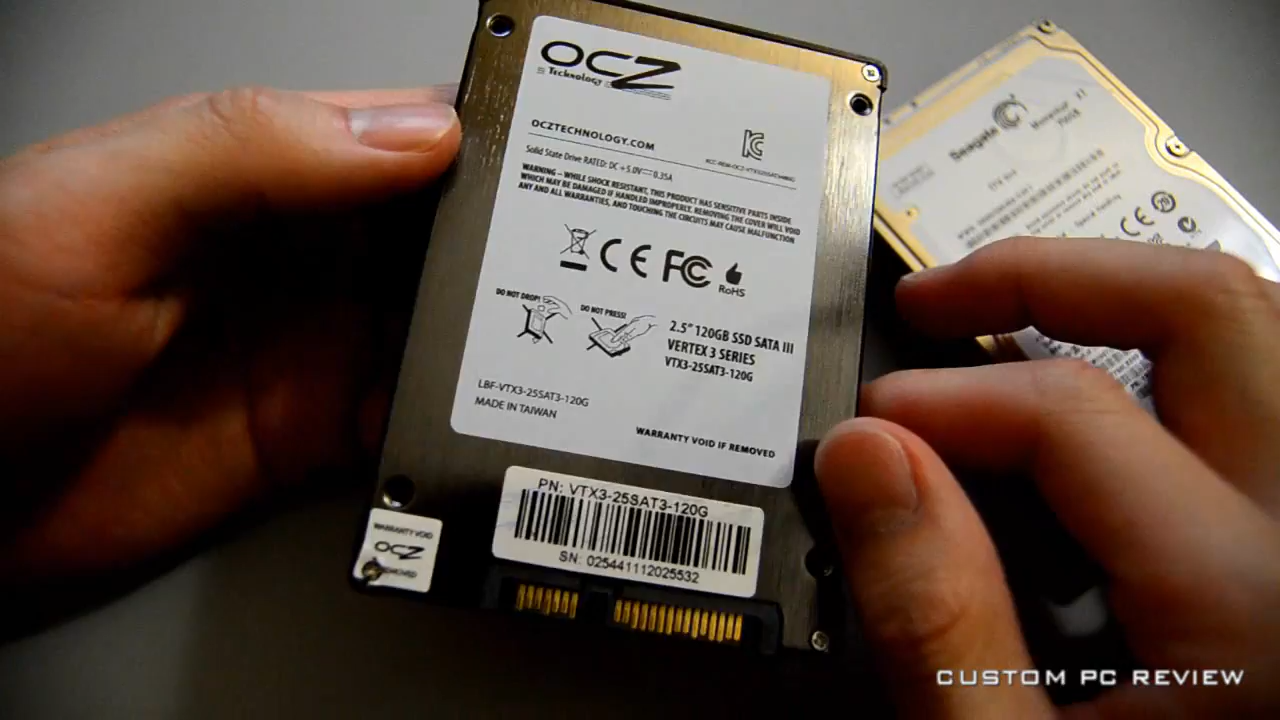 OCZ
Technology
OCZTECHNOLOGY.COM
Solid State Drive RATED: DC +5.0V 0.35A
WARNING – WHILE SHOCK RESISTANT, THIS PRODUCT HAS SENSITIVE PARTS INSIDE
WHICH MAY BE DAMAGED IF HANDLED IMPROPERLY. REMOVING THE COVER WILL VOID
ANY AND ALL WARRANTIES, AND TOUCHING THE CIRCUITS MAY CAUSE MALFUNCTION
CE FC
RoHS
DO NOT DROP!
DO NOT PRESS!
2.5" 120GB SSD SATA III
VERTEX 3 SERIES
VTX3-25SAT3-120G
LBF-VTX3-25SAT3-120G
MADE IN TAIWAN
WARRANTY VOID IF REMOVED
PN: VTX3-25SAT3-120G
SN: 025441112025532
WARRANTY VOID
OCZ
REMOVED
Seagate
Momentus
CE
CUSTOM PC REVIEW